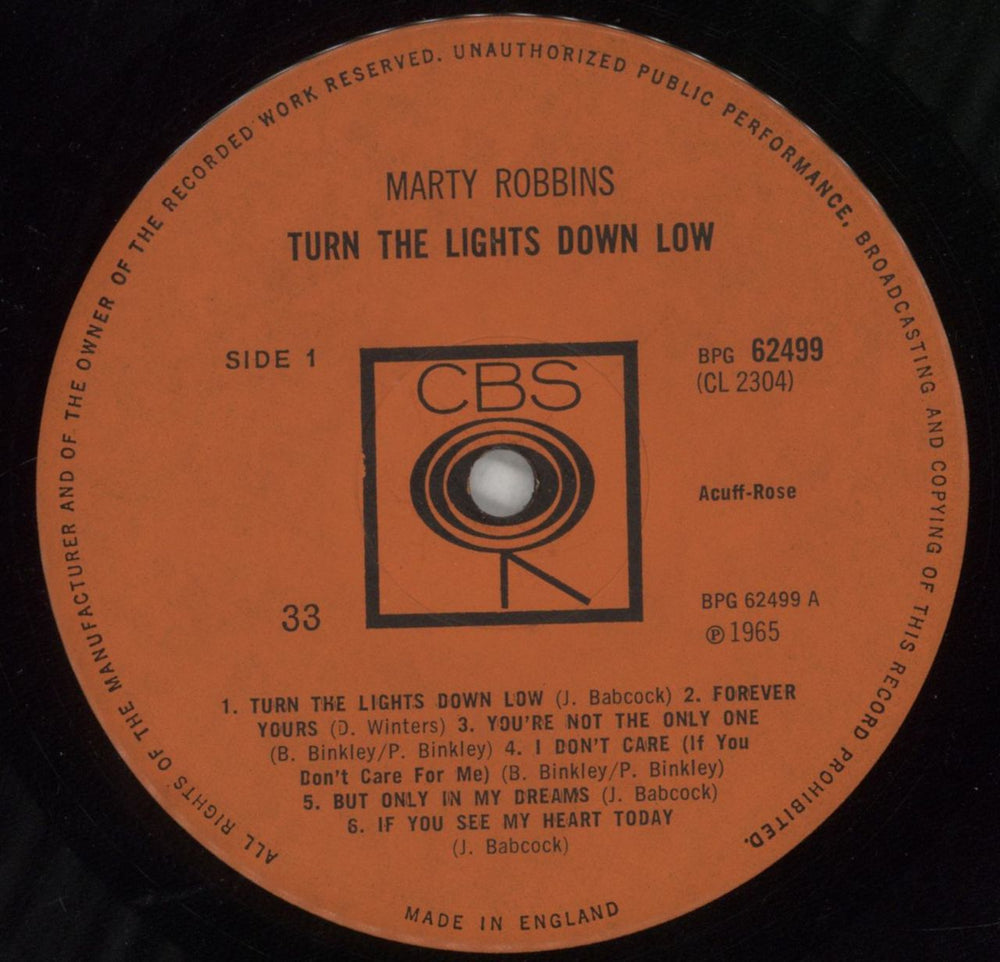 ALL RIGHTS OF THE MANUFACTURER AND OF THE OWNER OF THE RECORDED WORK RESERVED. UNAUTHORIZED PUBLIC PERFORMANCE, BROADCASTING AND COPYING OF THIS RECORD PROHIBITED.
MARTY ROBBINS
TURN THE LIGHTS DOWN LOW
SIDE 1
BPG 62499
(CL 2304)
CBS
Acuff-Rose
33
BPG 62499 A
℗ 1965
1. TURN THE LIGHTS DOWN LOW (J. Babcock) 2. FOREVER
YOURS (D. Winters) 3. YOU'RE NOT THE ONLY ONE
(B. Binkley/P. Binkley) 4. I DON'T CARE (If You
Don't Care For Me) (B. Binkley/P. Binkley)
5. BUT ONLY IN MY DREAMS (J. Babcock)
6. IF YOU SEE MY HEART TODAY
(J. Babcock)
MADE IN ENGLAND